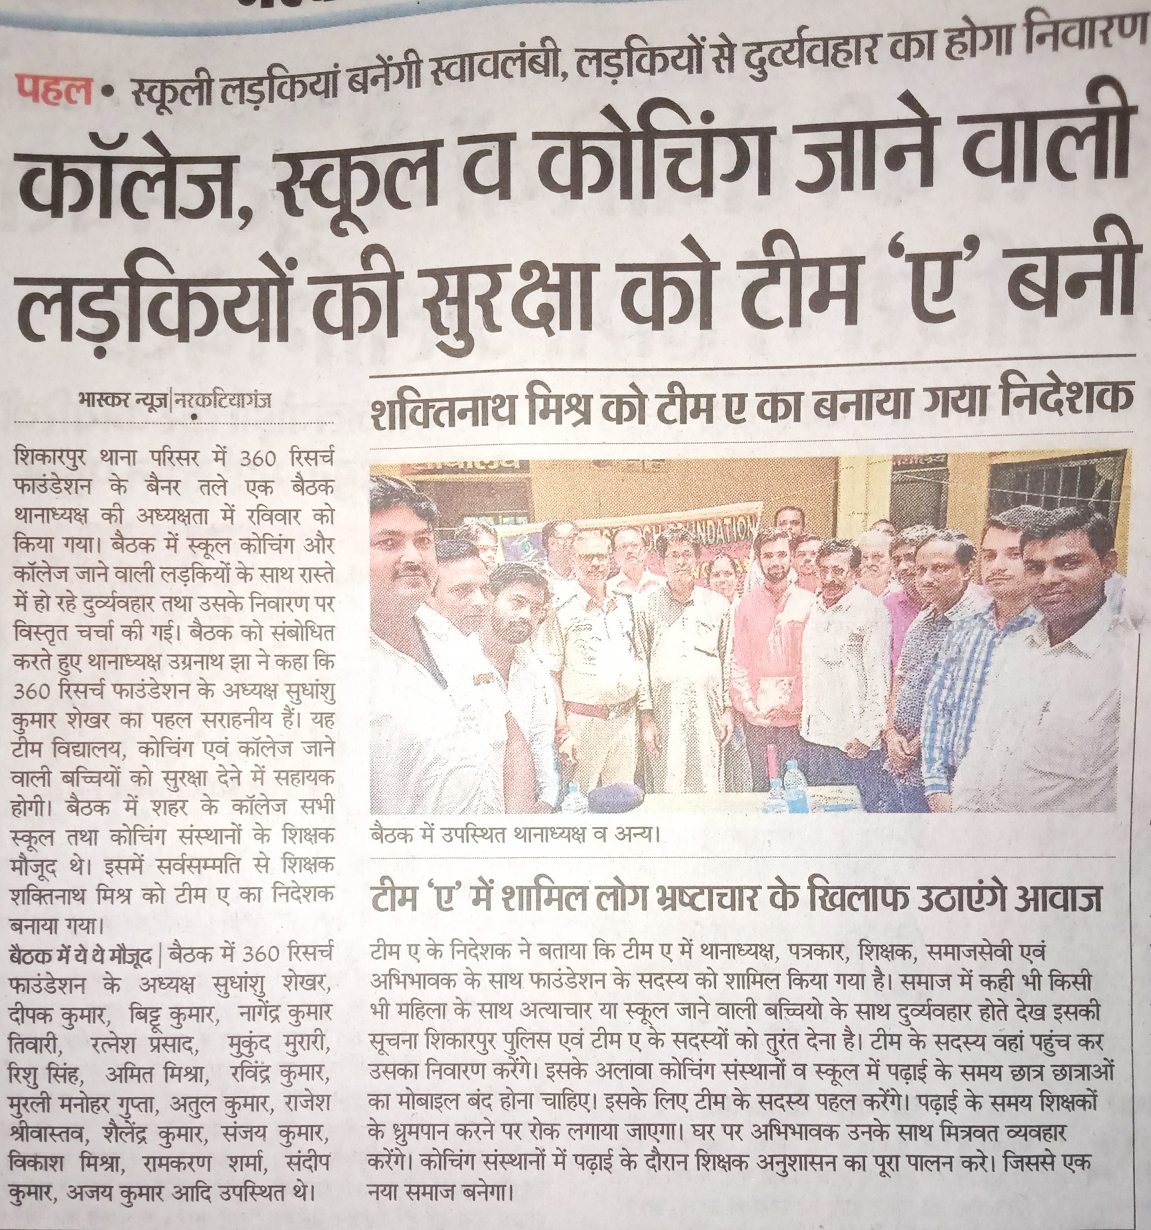 पहल • स्कूली लड़कियां बनेंगी स्वावलंबी, लड़कियों से दुर्व्यवहार का होगा निवारण
कॉलेज, स्कूल व कोचिंग जाने वाली
लड़कियों की सुरक्षा को टीम ‘ए’ बनी
भास्कर न्यूज|नरकटियागंज
शिकारपुर थाना परिसर में 360 रिसर्च
फाउंडेशन के बैनर तले एक बैठक
थानाध्यक्ष की अध्यक्षता में रविवार को
किया गया। बैठक में स्कूल कोचिंग और
कॉलेज जाने वाली लड़कियों के साथ रास्ते
में हो रहे दुर्व्यवहार तथा उसके निवारण पर
विस्तृत चर्चा की गई। बैठक को संबोधित
करते हुए थानाध्यक्ष उग्रनाथ झा ने कहा कि
360 रिसर्च फाउंडेशन के अध्यक्ष सुधांशु
कुमार शेखर का पहल सराहनीय हैं। यह
टीम विद्यालय, कोचिंग एवं कॉलेज जाने
वाली बच्चियों को सुरक्षा देने में सहायक
होगी। बैठक में शहर के कॉलेज सभी
स्कूल तथा कोचिंग संस्थानों के शिक्षक
मौजूद थे। इसमें सर्वसम्मति से शिक्षक
शक्तिनाथ मिश्र को टीम ए का निदेशक
बनाया गया।
बैठक में ये थे मौजूद | बैठक में 360 रिसर्च
फाउंडेशन के अध्यक्ष सुधांशु शेखर,
दीपक कुमार, बिट्टू कुमार, नागेंद्र कुमार
तिवारी, रत्नेश प्रसाद, मुकुंद मुरारी,
रिशु सिंह, अमित मिश्रा, रविंद्र कुमार,
मुरली मनोहर गुप्ता, अतुल कुमार, राजेश
श्रीवास्तव, शैलेंद्र कुमार, संजय कुमार,
विकाश मिश्रा, रामकरण शर्मा, संदीप
कुमार, अजय कुमार आदि उपस्थित थे।
शक्तिनाथ मिश्र को टीम ए का बनाया गया निदेशक
FOUNDATION
बैठक में उपस्थित थानाध्यक्ष व अन्य।
टीम ‘ए’ में शामिल लोग भ्रष्टाचार के खिलाफ उठाएंगे आवाज
टीम ए के निदेशक ने बताया कि टीम ए में थानाध्यक्ष, पत्रकार, शिक्षक, समाजसेवी एवं
अभिभावक के साथ फाउंडेशन के सदस्य को शामिल किया गया है। समाज में कही भी किसी
भी महिला के साथ अत्याचार या स्कूल जाने वाली बच्चियो के साथ दुर्व्यवहार होते देख इसकी
सूचना शिकारपुर पुलिस एवं टीम ए के सदस्यों को तुरंत देना है। टीम के सदस्य वहां पहुंच कर
उसका निवारण करेंगे। इसके अलावा कोचिंग संस्थानों व स्कूल में पढ़ाई के समय छात्र छात्राओं
का मोबाइल बंद होना चाहिए। इसके लिए टीम के सदस्य पहल करेंगे। पढ़ाई के समय शिक्षकों
के ध्रुमपान करने पर रोक लगाया जाएगा। घर पर अभिभावक उनके साथ मित्रवत व्यवहार
करेंगे। कोचिंग संस्थानों में पढ़ाई के दौरान शिक्षक अनुशासन का पूरा पालन करे। जिससे एक
नया समाज बनेगा।